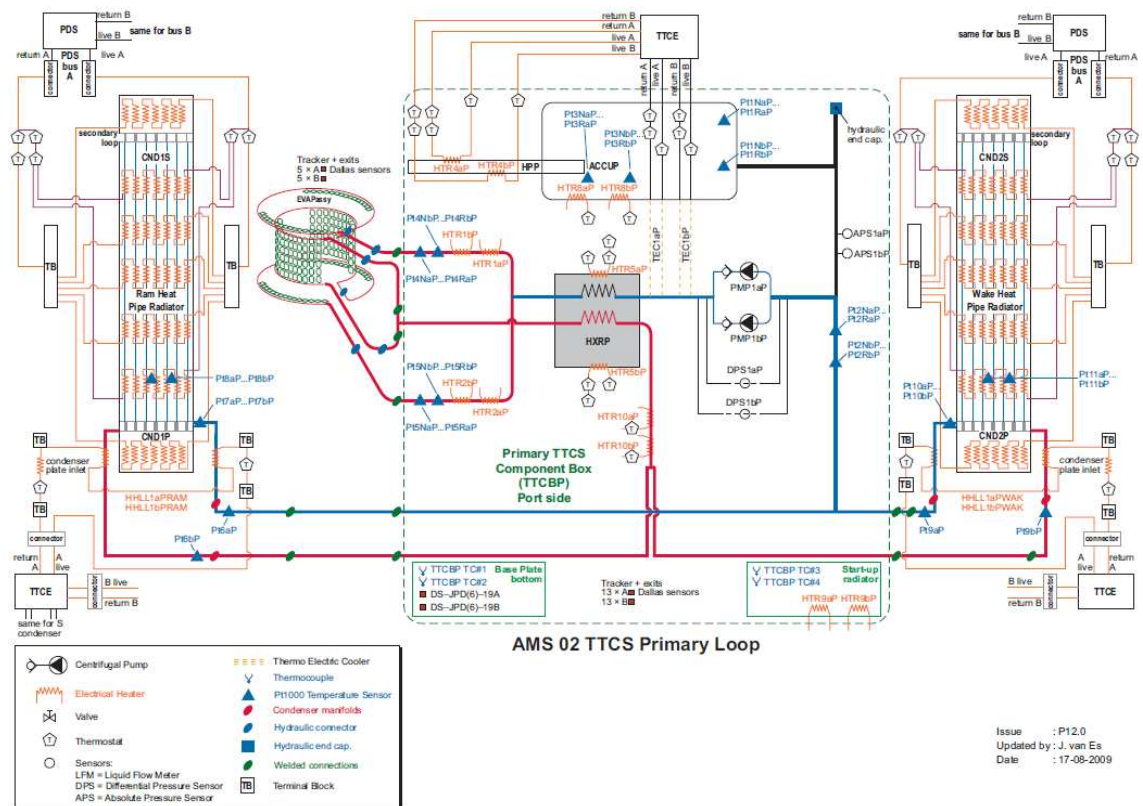 PDS
return B
live B
same for bus B
return A
live A
PDS
bus
A
connector
connector
T
T
T
T
T
T
T
T
secondary
loop
CND1S
TB
TB
Ram Heat
Pipe Radiator
Pt8aP...Pt8bP
Pt7aP...Pt7bP
CND1P
TB
TB
condenser
plate inlet
T
T
TB
TB
HHLL1aPRAM
HHLL1bPRAM
connector
return
A
A
live
TTCE
connector
B live
return B
same for S
condenser
Pt6aP
Pt6bP
Tracker + exits
5 × A Dallas sensors
5 × B
EVAPassy
return B
return A
live A
live B
TTCE
return A
live A
return B
live B
T
T
T
T
T
T
T
T
T
T
HTR4aP
HTR4bP
HPP
ACCUP
Pt3NaP...
Pt3RaP
Pt3NbP...
Pt3RbP
Pt1NaP...
Pt1RaP
Pt1NbP...
Pt1RbP
HTR8aP
HTR8bP
T
T
hydraulic
end cap.
Pt4NbP...Pt4RbP
HTR1bP
HTR1aP
Pt4NaP...Pt4RaP
TEC1aP
TEC1bP
APS1aP
APS1bP
HTR5aP
PMP1aP
PMP1bP
HXRP
HTR5bP
Pt2NaP...
Pt2RaP
Pt2NbP...
Pt2RbP
DPS1aP
DPS1bP
Pt5NbP...Pt5RbP
HTR2bP
HTR2aP
Pt5NaP...Pt5RaP
HTR10aP
HTR10bP
Primary TTCS
Component Box
(TTCBP)
Port side
TTCBP TC#1
TTCBP TC#2
Base Plate
bottom
DS-JPD(6)-19A
DS-JPD(6)-19B
Tracker + exits
13 × A Dallas sensors
13 × B
TTCBP TC#3
TTCBP TC#4
Start-up
radiator
HTR9aP
HTR9bP
return B
live B
same for bus B
PDS
live A
return A
PDS
bus
A
connector
connector
secondary
loop
CND2S
TB
TB
Wake Heat
Pipe Radiator
Pt11aP...
Pt11bP
Pt10aP...
Pt10bP
CND2P
TB
TB
condenser
plate inlet
T
T
TB
TB
HHLL1aPWAK
HHLL1bPWAK
Pt9aP
Pt9bP
connector
A
live
return
A
B live
return B
connector
TTCE
AMS 02 TTCS Primary Loop
Centrifugal Pump
Electrical Heater
Valve
T Thermostat
Sensors:
LFM = Liquid Flow Meter
DPS = Differential Pressure Sensor
APS = Absolute Pressure Sensor
Thermo Electric Cooler
Thermocouple
Pt1000 Temperature Sensor
Condenser manifolds
Hydraulic connector
Hydraulic end cap.
Welded connections
TB Terminal Block
Issue : P12.0
Updated by : J. van Es
Date : 17-08-2009